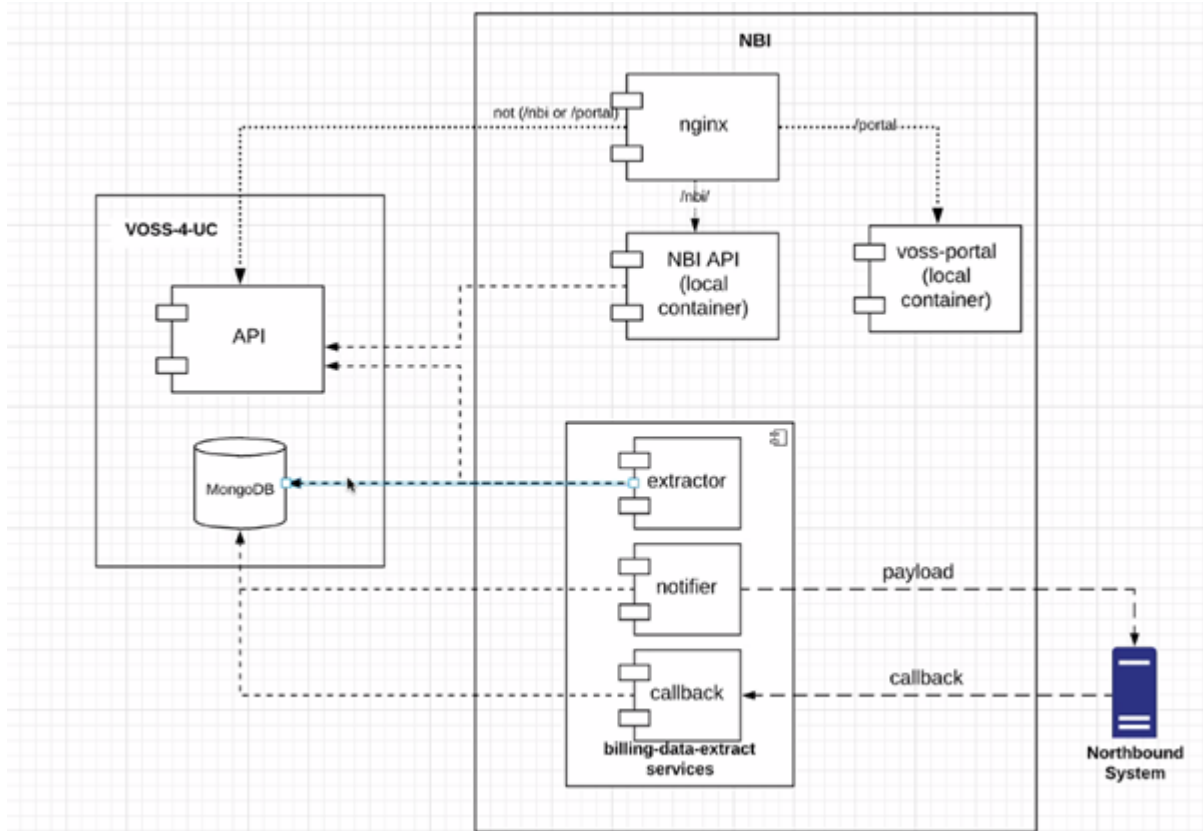 NBI
not (/nbi or /portal)
nginx
/portal
/nbi/
VOSS-4-UC
NBI API
(local
container)
voss-portal
(local
container)
API
MongoDB
extractor
notifier
payload
callback
callback
billing-data-extract
services
Northbound
System